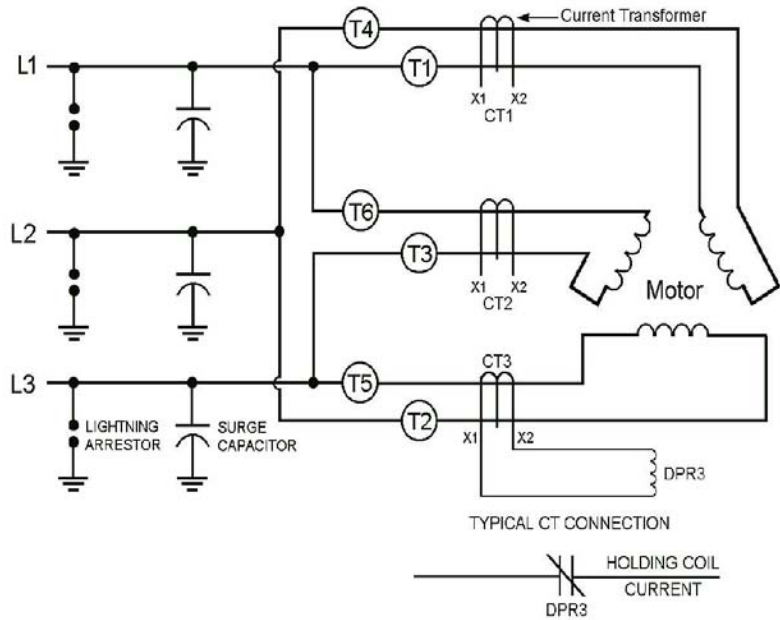 T4
Current Transformer
L1
T1
X1 X2
CT1
T6
L2
T3
X1 X2
CT2
Motor
CT3
L3
T5
LIGHTNING
ARRESTOR
SURGE
CAPACITOR
T2
X1 X2
DPR3
TYPICAL CT CONNECTION
HOLDING COIL
CURRENT
DPR3